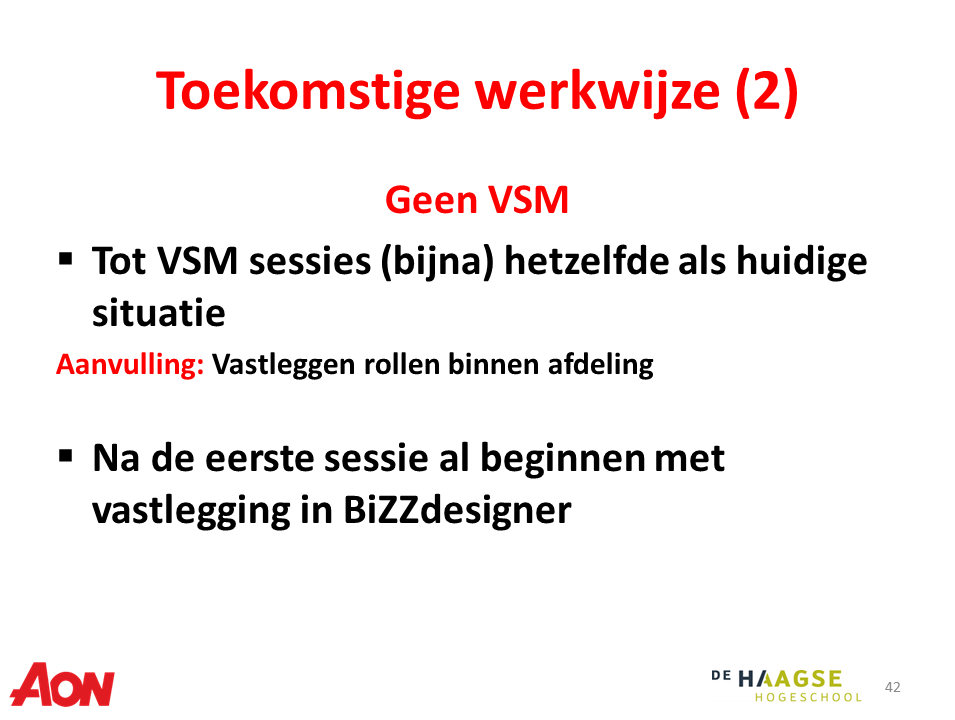 Toekomstige werkwijze (2)
Geen VSM
▪ Tot VSM sessies (bijna) hetzelfde als huidige
situatie
Aanvulling: Vastleggen rollen binnen afdeling
▪ Na de eerste sessie al beginnen met
vastlegging in BiZZdesigner
AON
DE HAAGSE
HOGESCHOOL
42